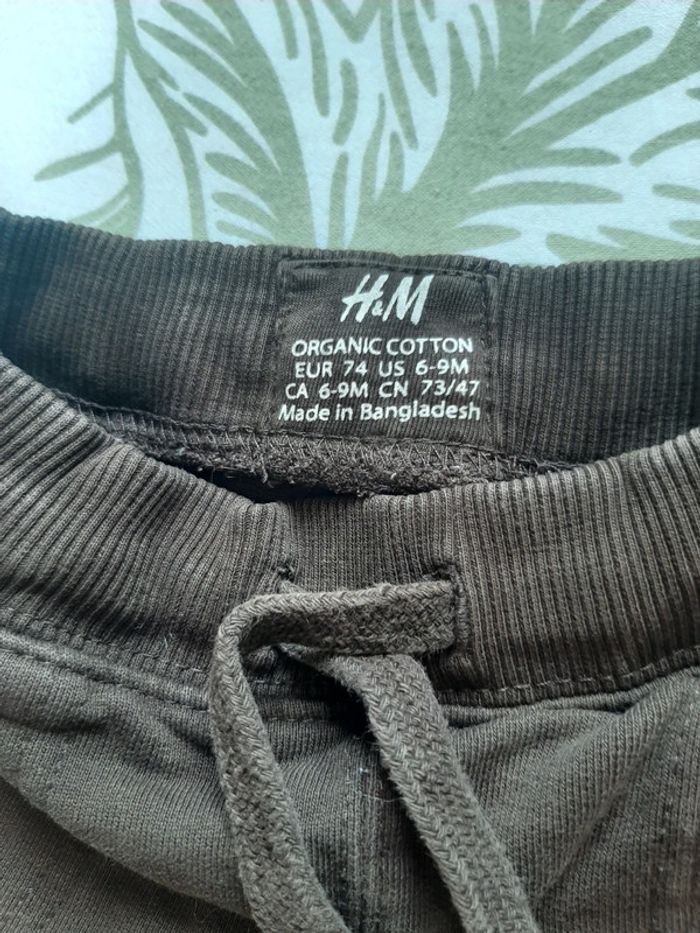 H&M
ORGANIC COTTON
EUR 74 US 6-9M
CA 6-9M CN 73/47
Made in Bangladesh